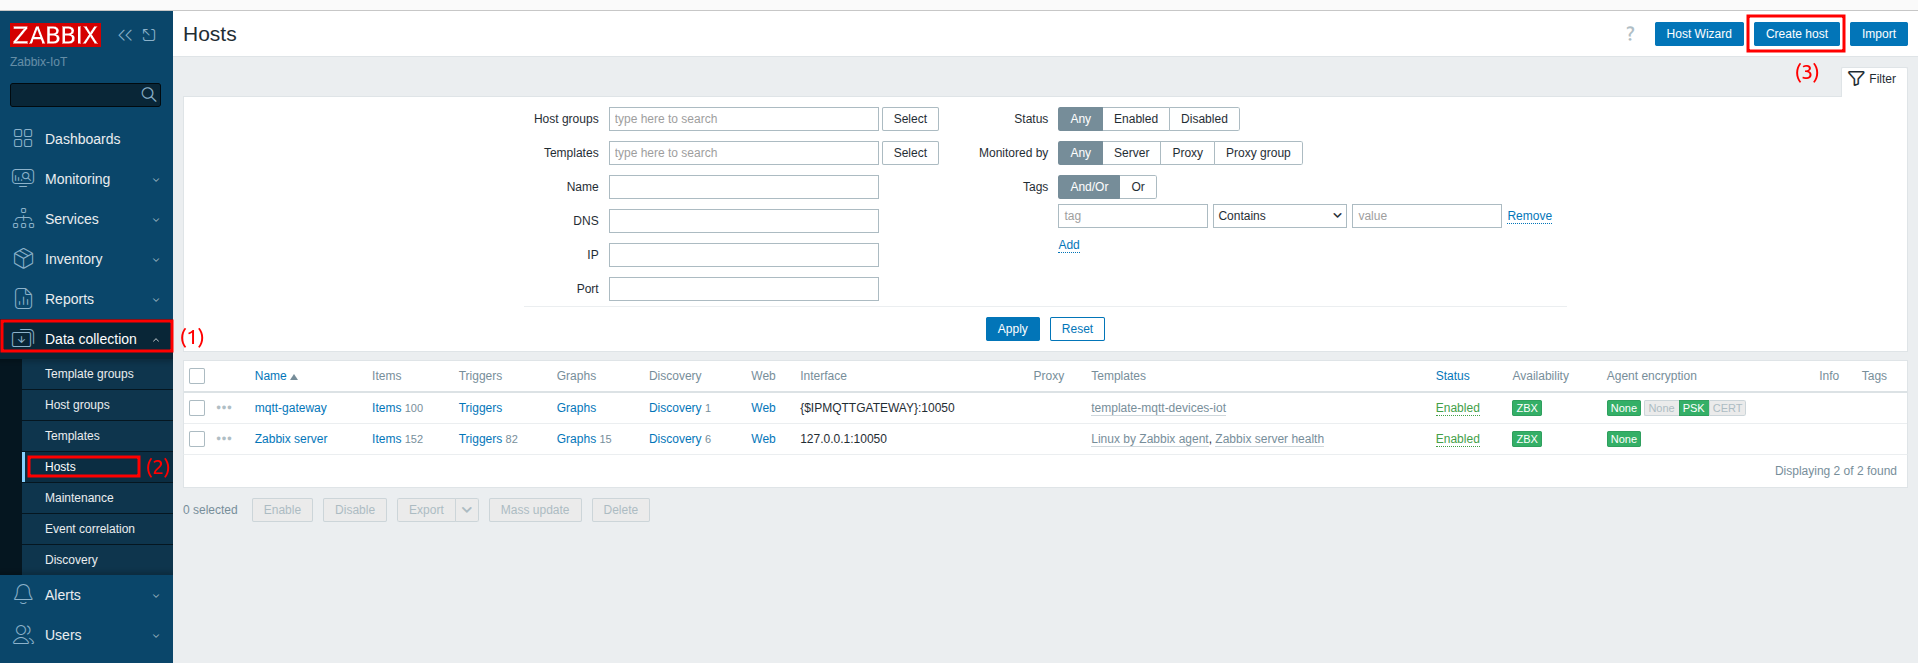 ZABBIX
Zabbix-IoT
Dashboards
Monitoring
Services
Inventory
Reports
Data collection (1)
Template groups
Host groups
Templates
Hosts (2)
Maintenance
Event correlation
Discovery
Alerts
Users
Hosts
? Host Wizard Create host Import
(3)
Filter
Host groups type here to search Select
Templates type here to search Select
Name
DNS
IP
Port
Status Any Enabled Disabled
Monitored by Any Server Proxy Proxy group
Tags And/Or Or
tag Contains value Remove
Add
Apply Reset
Name Items Triggers Graphs Discovery Web Interface Proxy Templates Status Availability Agent encryption Info Tags
mqtt-gateway Items 100 Triggers Graphs Discovery 1 Web {$IPMQTTGATEWAY}:10050 template-mqtt-devices-iot Enabled ZBX None None PSK CERT
Zabbix server Items 152 Triggers 82 Graphs 15 Discovery 6 Web 127.0.0.1:10050 Linux by Zabbix agent, Zabbix server health Enabled ZBX None
Displaying 2 of 2 found
0 selected Enable Disable Export Mass update Delete